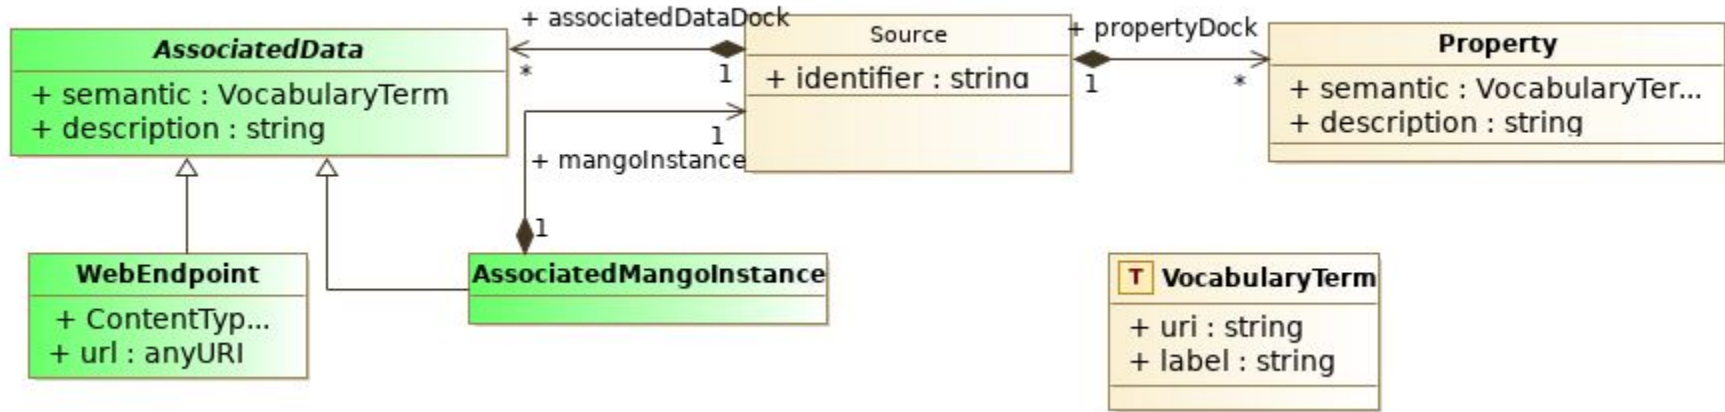 + associatedDataDock
AssociatedData
+ semantic : VocabularyTerm
+ description : string
*
1
Source
+ identifier : string
+ propertyDock
1
*
Property
+ semantic : VocabularyTer...
+ description : string
1
+ mangoInstance
1
WebEndpoint
+ ContentTyp...
+ url : anyURI
AssociatedMangoInstance
T VocabularyTerm
+ uri : string
+ label : string